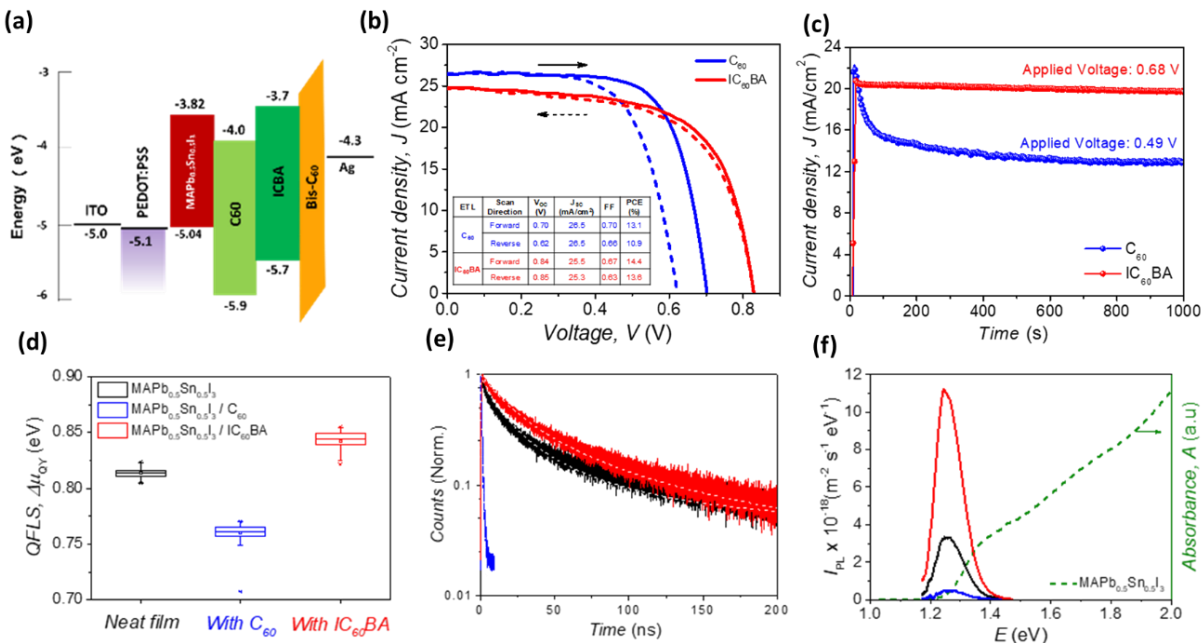 (a)
-3
-4
-5
-6
Energy ( eV )
ITO
-5.0
PEDOT:PSS
-5.1
-3.82
MAPb0.5Sn0.5I3
-5.04
-4.0
C60
-5.9
-3.7
ICBA
-5.7
Bis-C60
-4.3
Ag
(b)
Current density, J (mA cm-2)
30
25
20
15
10
5
0
C60
IC60BA
ETL Scan Direction VOC (V) JSC (mA/cm2) FF PCE (%)
C60 Forward 0.70 26.5 0.70 13.1
Reverse 0.62 26.5 0.66 10.9
IC60BA Forward 0.84 25.5 0.67 14.4
Reverse 0.85 25.3 0.63 13.6
0.0 0.2 0.4 0.6 0.8
Voltage, V (V)
(c)
Current density, J (mA/cm2)
24
20
16
12
8
4
0
Applied Voltage: 0.68 V
Applied Voltage: 0.49 V
C60
IC60BA
0 200 400 600 800 1000
Time (s)
(d)
QFLS, Δμ QY (eV)
0.90
0.85
0.80
0.75
0.70
MAPb0.5Sn0.5I3
MAPb0.5Sn0.5I3 / C60
MAPb0.5Sn0.5I3 / IC60BA
Neat film With C60 With IC60BA
(e)
Counts (Norm.)
1
0.1
0.01
0 50 100 150 200
Time (ns)
(f)
IPL x 10-18(m-2 s-1 eV-1)
12
10
8
6
4
2
0
MAPb0.5Sn0.5I3
Absorbance, A (a.u)
1.0 1.2 1.4 1.6 1.8 2.0
E (eV)